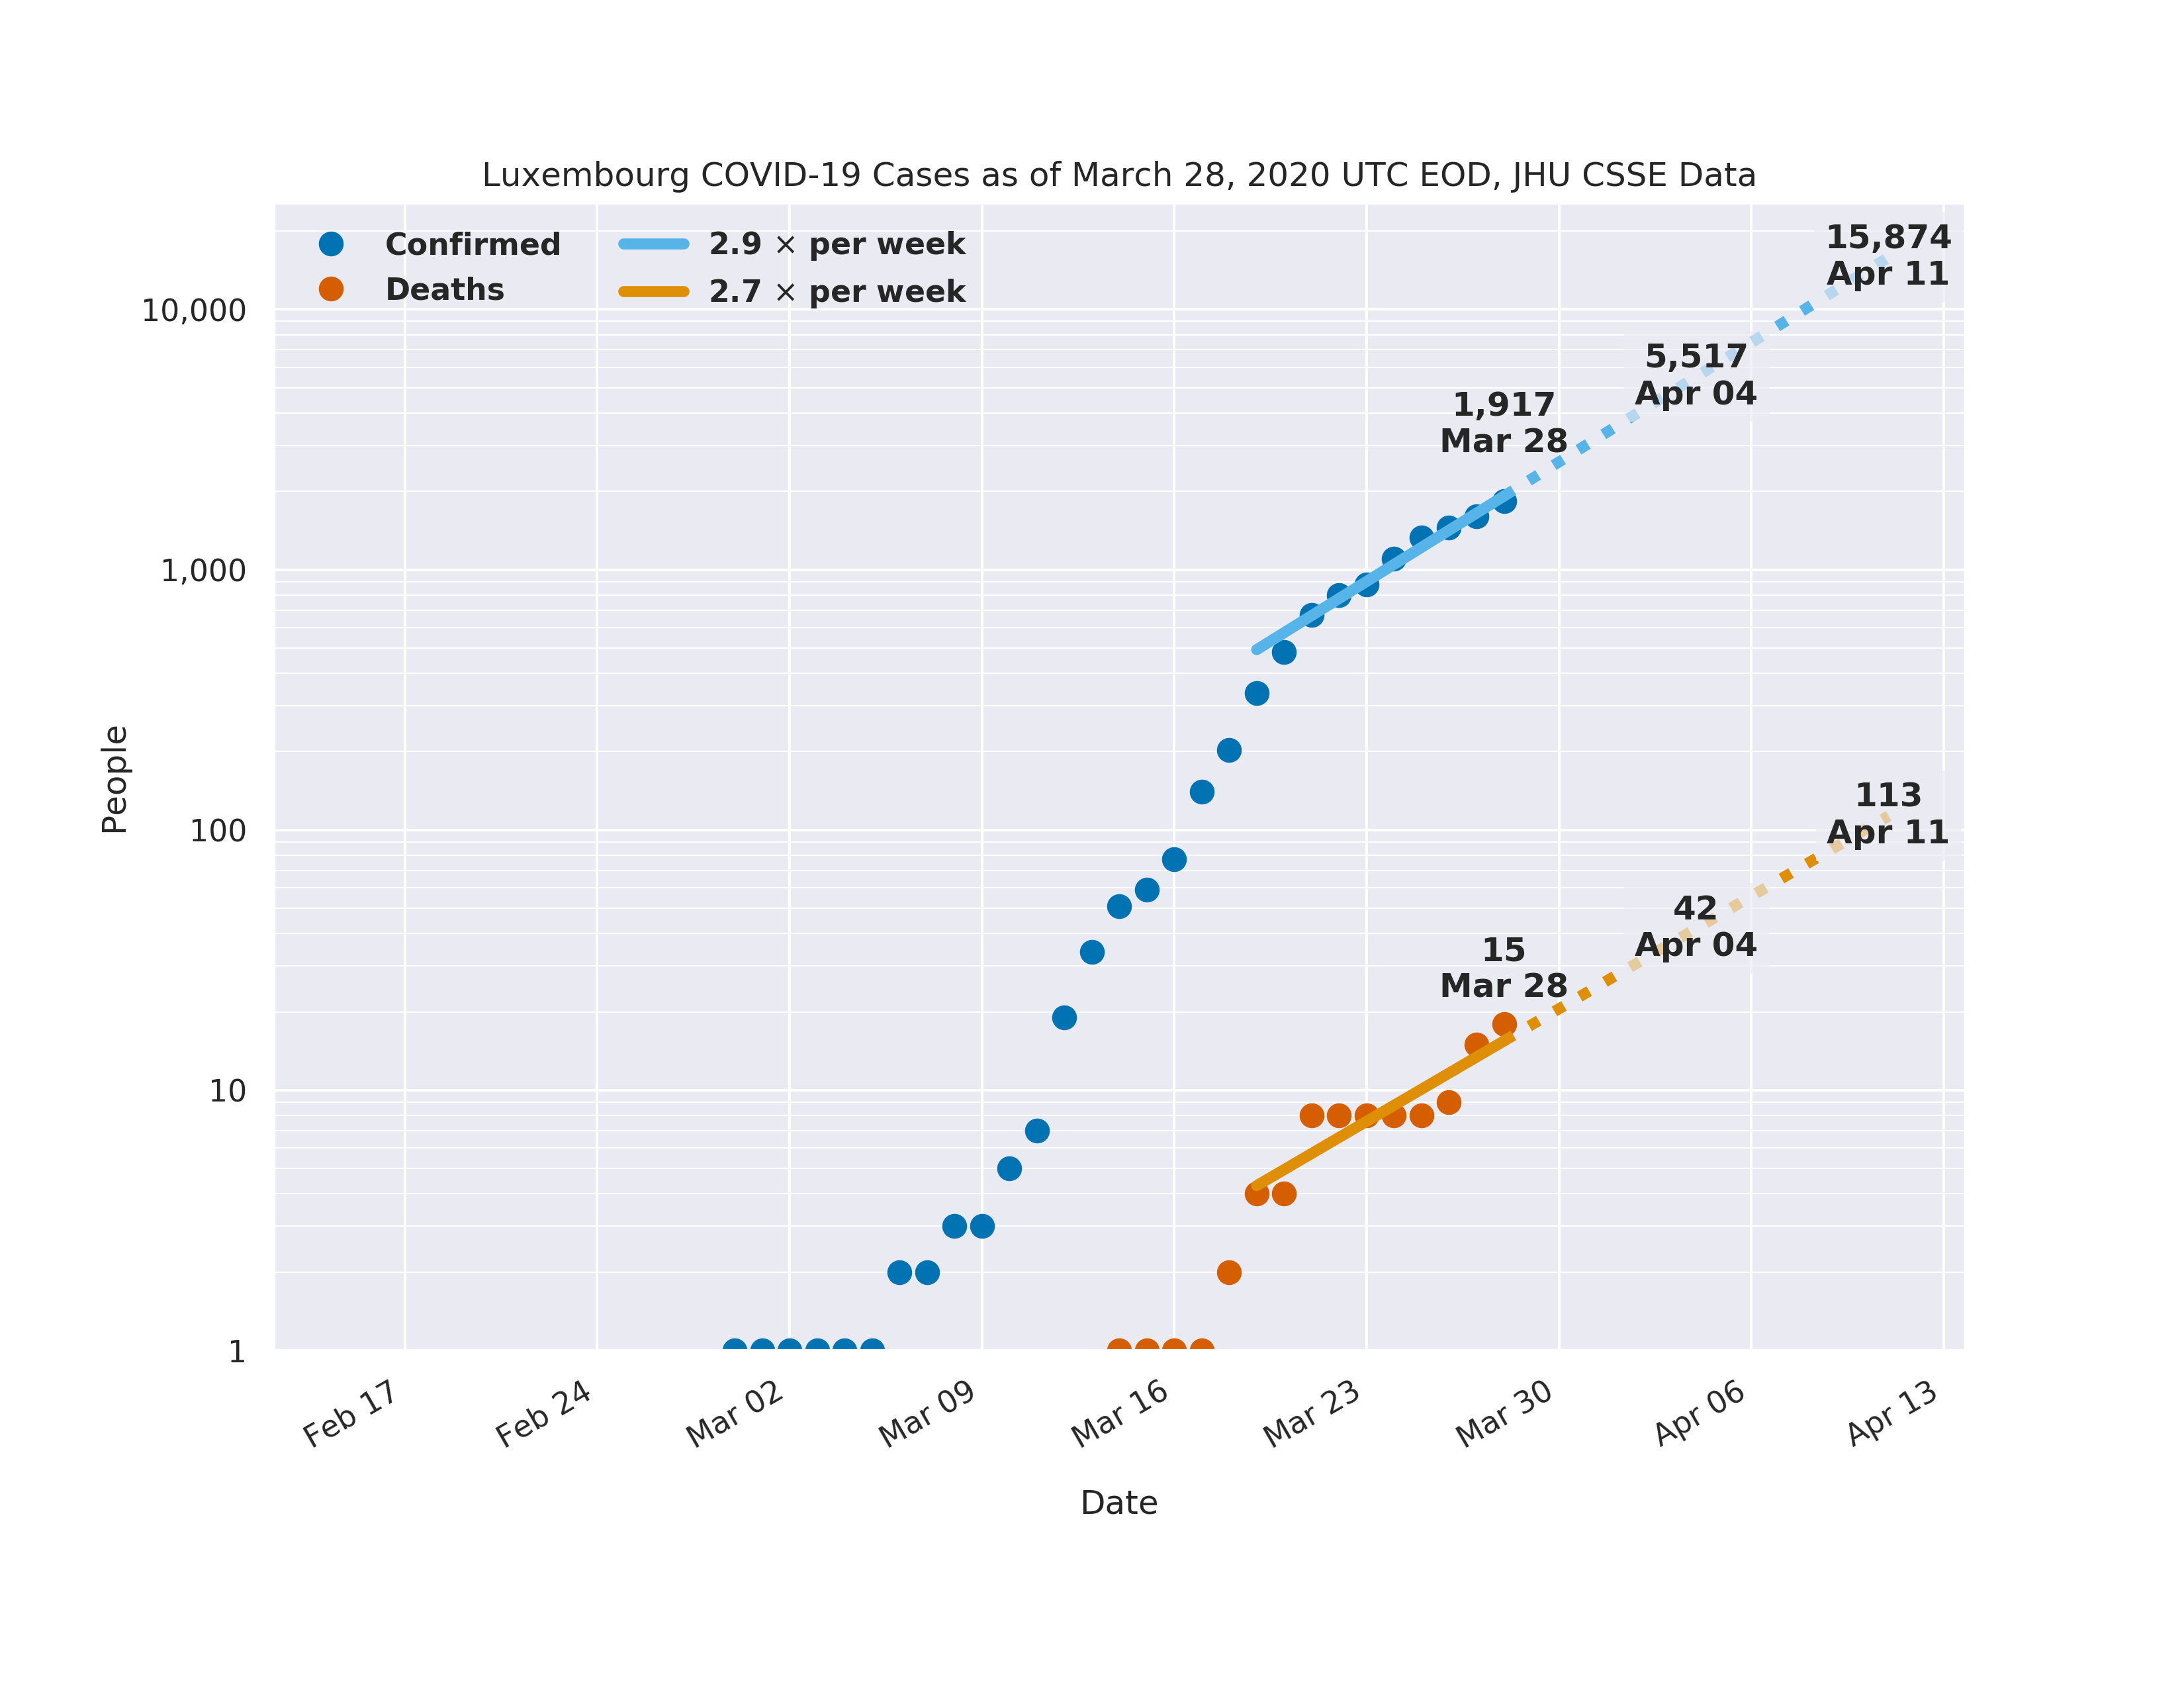 Luxembourg COVID-19 Cases as of March 28, 2020 UTC EOD, JHU CSSE Data
Confirmed
Deaths
2.9 × per week
2.7 × per week
15,874
Apr 11
5,517
Apr 04
1,917
Mar 28
113
Apr 11
42
Apr 04
15
Mar 28
People
10,000
1,000
100
10
1
Feb 17
Feb 24
Mar 02
Mar 09
Mar 16
Mar 23
Mar 30
Apr 06
Apr 13
Date